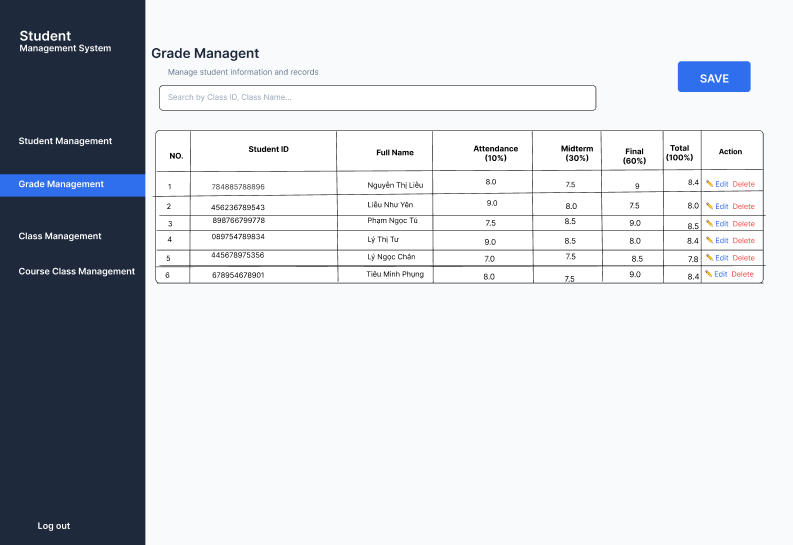 Student
Management System
Grade Managent
Manage student information and records
SAVE
Search by Class ID, Class Name...
Student Management
Grade Management
Class Management
Course Class Management
Log out
NO. Student ID Full Name Attendance (10%) Midterm (30%) Final (60%) Total (100%) Action
1 784885788896 Nguyễn Thị Liễu 8.0 7.5 9 8.4 Edit Delete
2 456236789543 Liễu Như Yên 9.0 8.0 7.5 8.0 Edit Delete
3 898766799778 Phạm Ngọc Tú 7.5 8.5 9.0 8.5 Edit Delete
4 089754789834 Lý Thị Tư 9.0 8.5 8.0 8.4 Edit Delete
5 445678975356 Lý Ngọc Chân 7.0 7.5 8.5 7.8 Edit Delete
6 678954678901 Tiêu Minh Phụng 8.0 7.5 9.0 8.4 Edit Delete